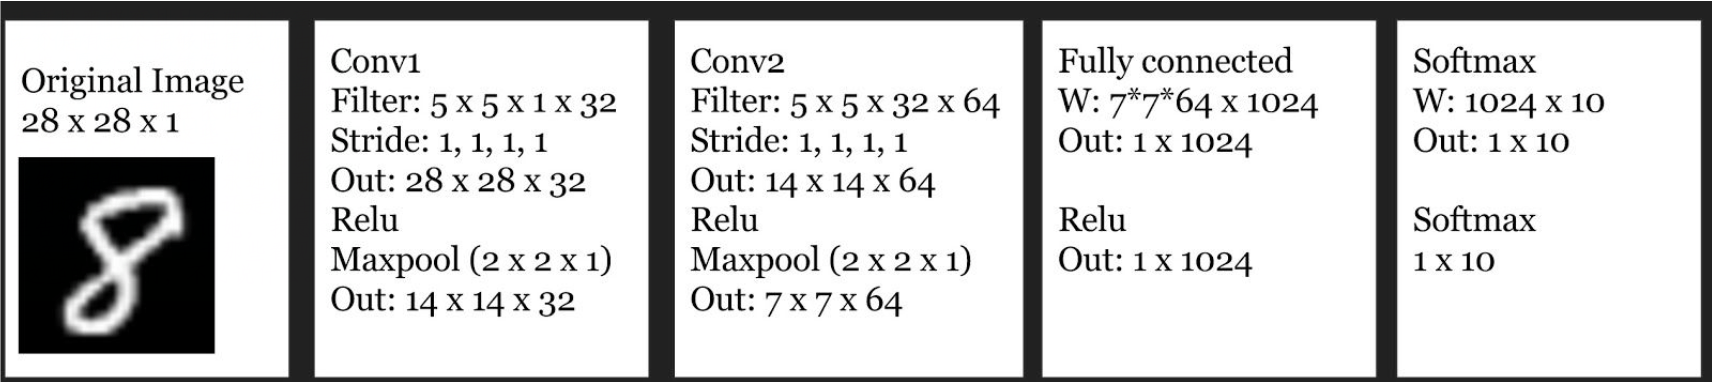 Original Image
28 x 28 x 1
Conv1
Filter: 5 x 5 x 1 x 32
Stride: 1, 1, 1, 1
Out: 28 x 28 x 32
Relu
Maxpool (2 x 2 x 1)
Out: 14 x 14 x 32
Conv2
Filter: 5 x 5 x 32 x 64
Stride: 1, 1, 1, 1
Out: 14 x 14 x 64
Relu
Maxpool (2 x 2 x 1)
Out: 7 x 7 x 64
Fully connected
W: 7*7*64 x 1024
Out: 1 x 1024
Relu
Out: 1 x 1024
Softmax
W: 1024 x 10
Out: 1 x 10
Softmax
1 x 10
8